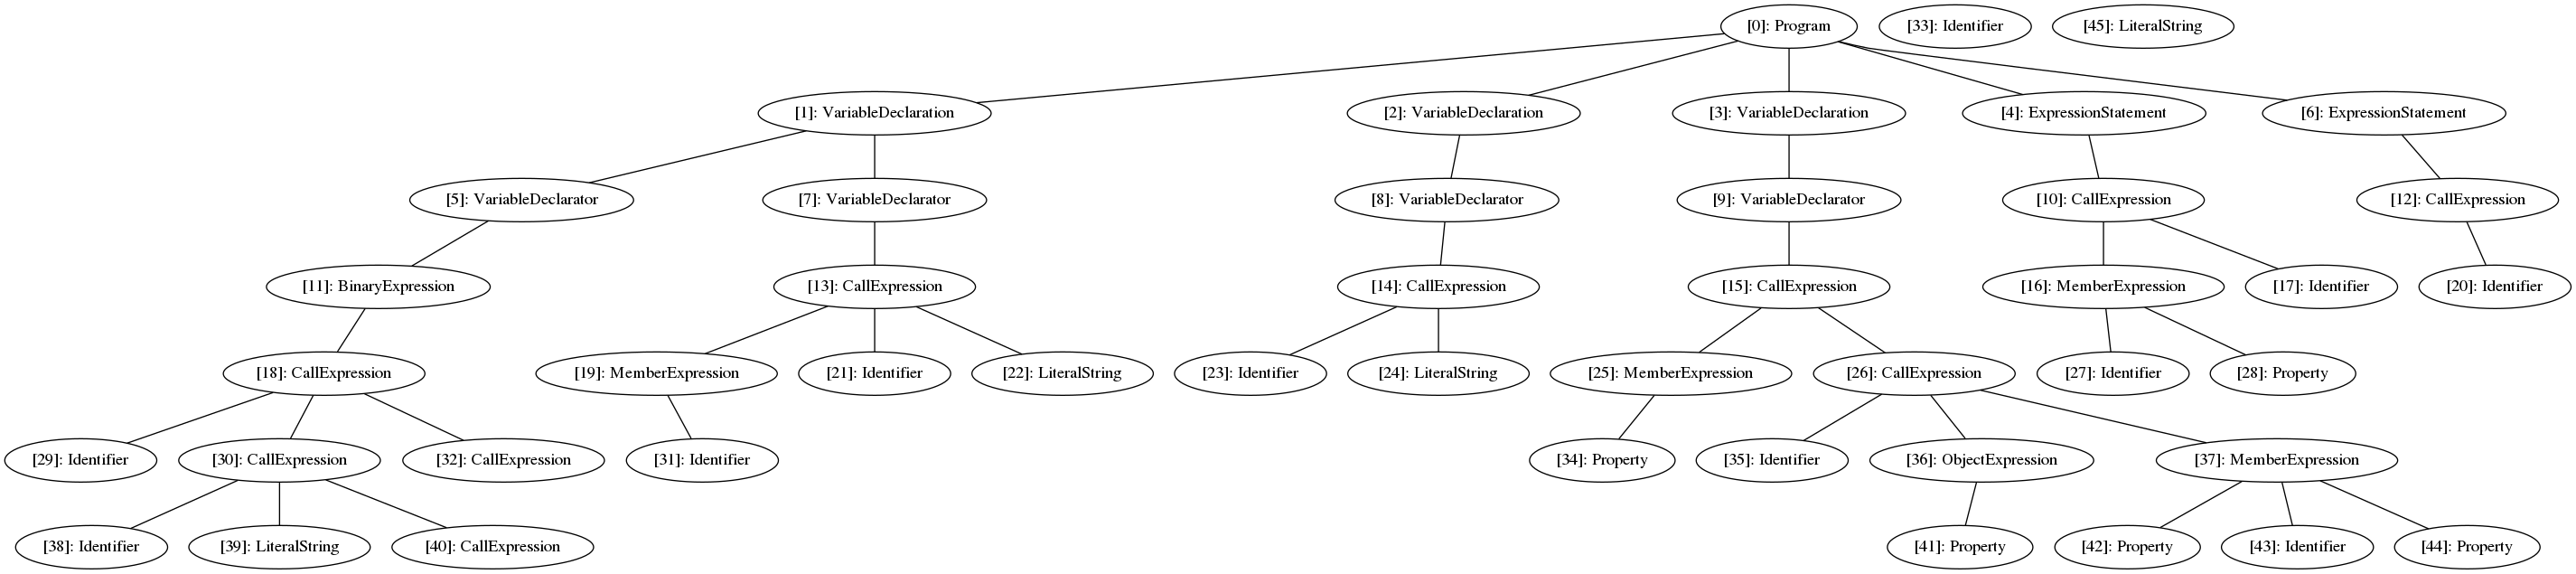 [0]: Program
[33]: Identifier
[45]: LiteralString
[1]: VariableDeclaration
[2]: VariableDeclaration
[3]: VariableDeclaration
[4]: ExpressionStatement
[6]: ExpressionStatement
[5]: VariableDeclarator
[7]: VariableDeclarator
[8]: VariableDeclarator
[9]: VariableDeclarator
[10]: CallExpression
[12]: CallExpression
[11]: BinaryExpression
[13]: CallExpression
[14]: CallExpression
[15]: CallExpression
[16]: MemberExpression
[17]: Identifier
[20]: Identifier
[18]: CallExpression
[19]: MemberExpression
[21]: Identifier
[22]: LiteralString
[23]: Identifier
[24]: LiteralString
[25]: MemberExpression
[26]: CallExpression
[27]: Identifier
[28]: Property
[29]: Identifier
[30]: CallExpression
[32]: CallExpression
[31]: Identifier
[34]: Property
[35]: Identifier
[36]: ObjectExpression
[37]: MemberExpression
[38]: Identifier
[39]: LiteralString
[40]: CallExpression
[41]: Property
[42]: Property
[43]: Identifier
[44]: Property